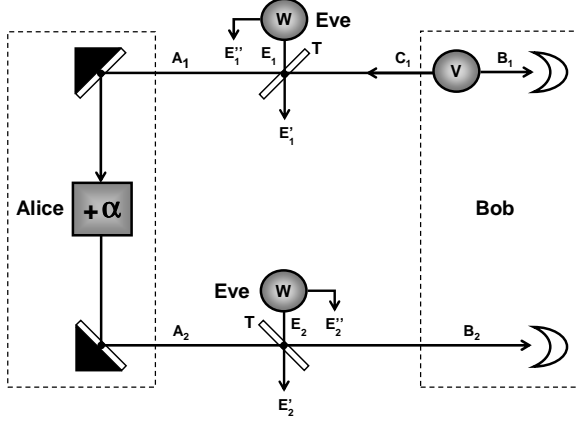 W Eve
E₁'' E₁ T
A₁ C₁ V B₁
E₁'
Alice +α Bob
Eve W
T E₂ E₂''
A₂ B₂
E₂'